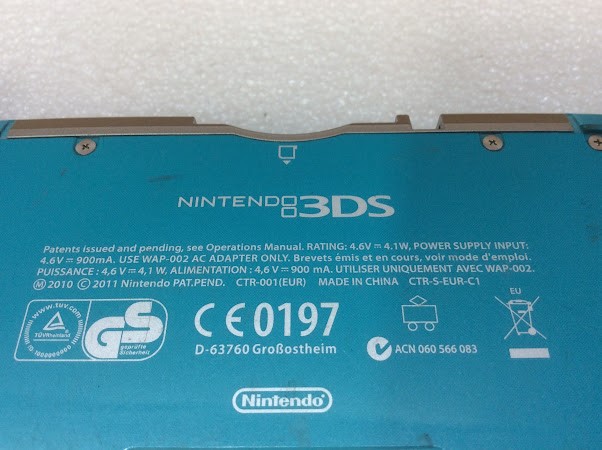 NINTENDO 3DS
Patents issued and pending, see Operations Manual. RATING: 4.6V⎓4.1W, POWER SUPPLY INPUT:
4.6V⎓900mA. USE WAP-002 AC ADAPTER ONLY. Brevets émis et en cours, voir mode d'emploi.
PUISSANCE : 4,6 V⎓4,1 W, ALIMENTATION : 4,6 V⎓900 mA. UTILISER UNIQUEMENT AVEC WAP-002.
Ⓜ 2010 © 2011 Nintendo PAT.PEND. CTR-001(EUR) MADE IN CHINA CTR-S-EUR-C1
www.tuv.com
TÜVRheinland
GS
geprüfte
Sicherheit
CE0197
D-63760 Großostheim
ACN 060 566 083
EU
Nintendo